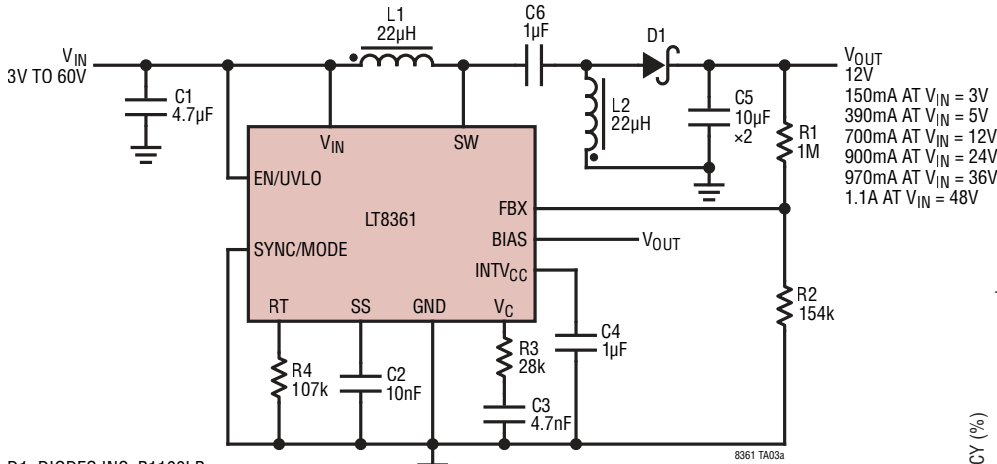 L1
22µH
C6
1µF
D1
V_IN
3V TO 60V
C1
4.7µF
L2
22µH
C5
10µF
×2
R1
1M
V_OUT
12V
150mA AT V_IN = 3V
390mA AT V_IN = 5V
700mA AT V_IN = 12V
900mA AT V_IN = 24V
970mA AT V_IN = 36V
1.1A AT V_IN = 48V
V_IN
SW
EN/UVLO
LT8361
FBX
BIAS
V_OUT
SYNC/MODE
INTV_CC
RT
SS
GND
V_C
R4
107k
C2
10nF
R3
28k
C3
4.7nF
C4
1µF
R2
154k
8361 TA03a
CY (%)